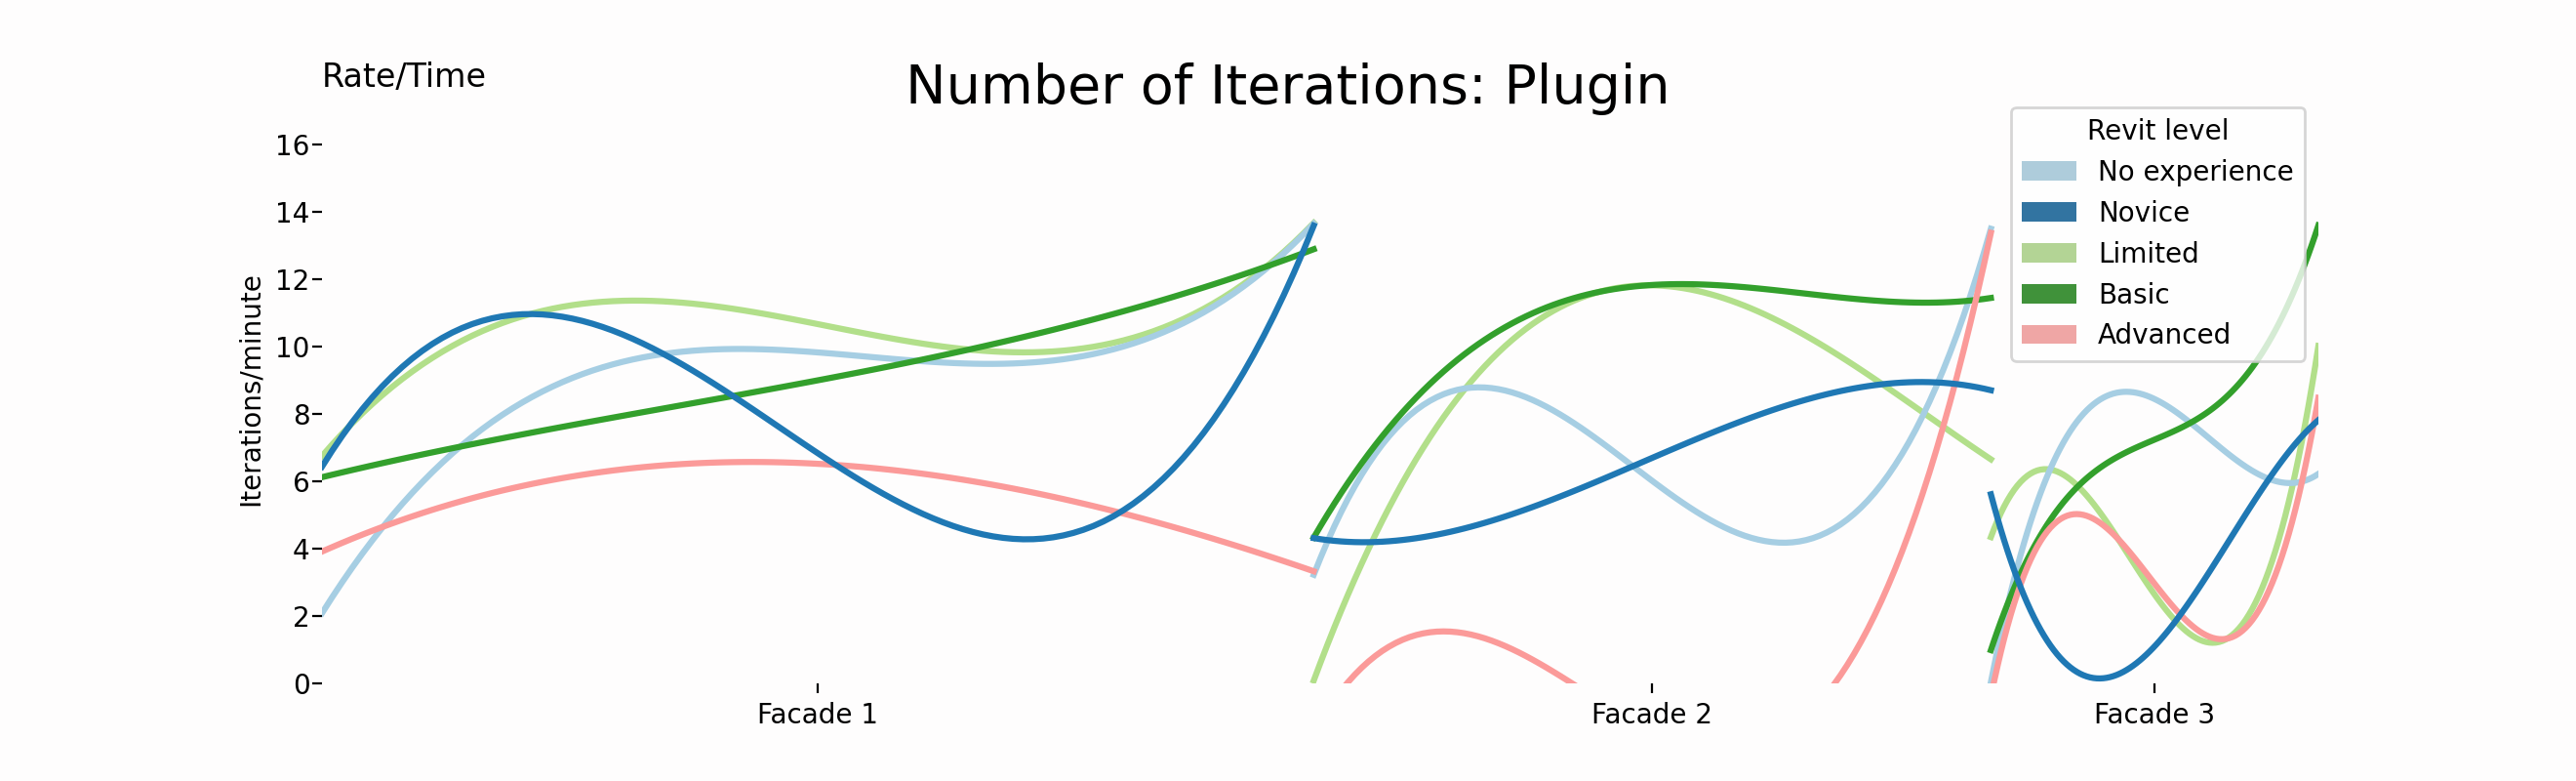 Rate/Time
Number of Iterations: Plugin
Iterations/minute
16
14
12
10
8
6
4
2
0
Revit level
No experience
Novice
Limited
Basic
Advanced
Facade 1
Facade 2
Facade 3